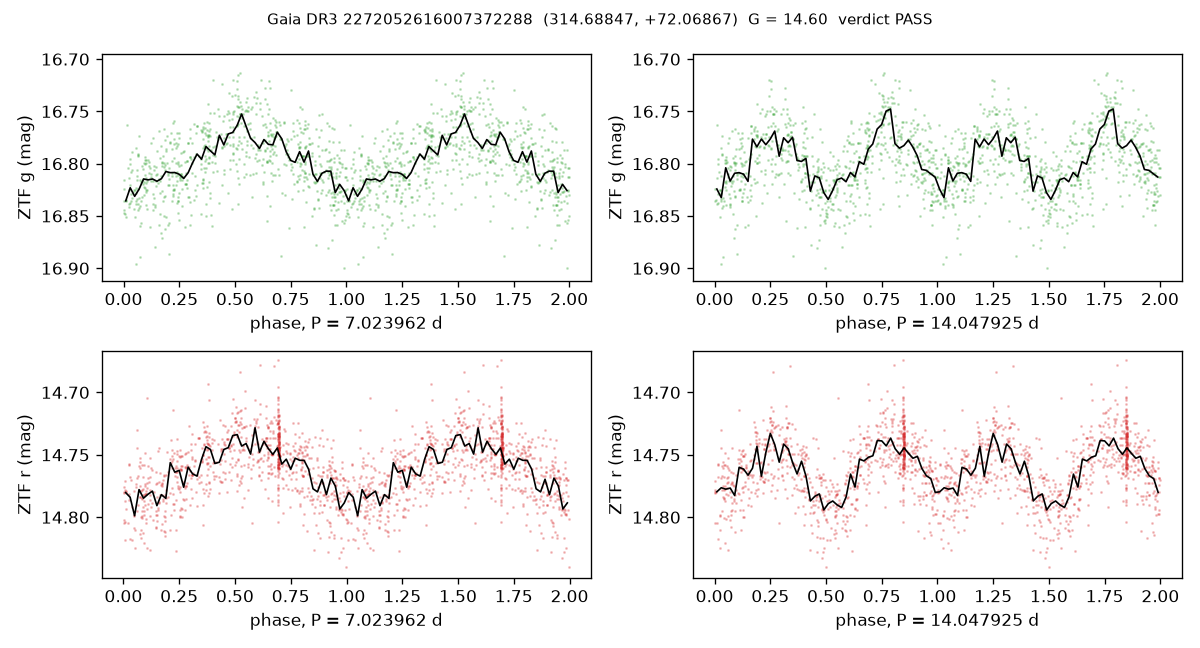 Gaia DR3 2272052616007372288  (314.68847, +72.06867)  G = 14.60  verdict PASS
ZTF g (mag)
16.70
16.75
16.80
16.85
16.90
0.00 0.25 0.50 0.75 1.00 1.25 1.50 1.75 2.00
phase, P = 7.023962 d
ZTF g (mag)
16.70
16.75
16.80
16.85
16.90
0.00 0.25 0.50 0.75 1.00 1.25 1.50 1.75 2.00
phase, P = 14.047925 d
ZTF r (mag)
14.70
14.75
14.80
0.00 0.25 0.50 0.75 1.00 1.25 1.50 1.75 2.00
phase, P = 7.023962 d
ZTF r (mag)
14.70
14.75
14.80
0.00 0.25 0.50 0.75 1.00 1.25 1.50 1.75 2.00
phase, P = 14.047925 d